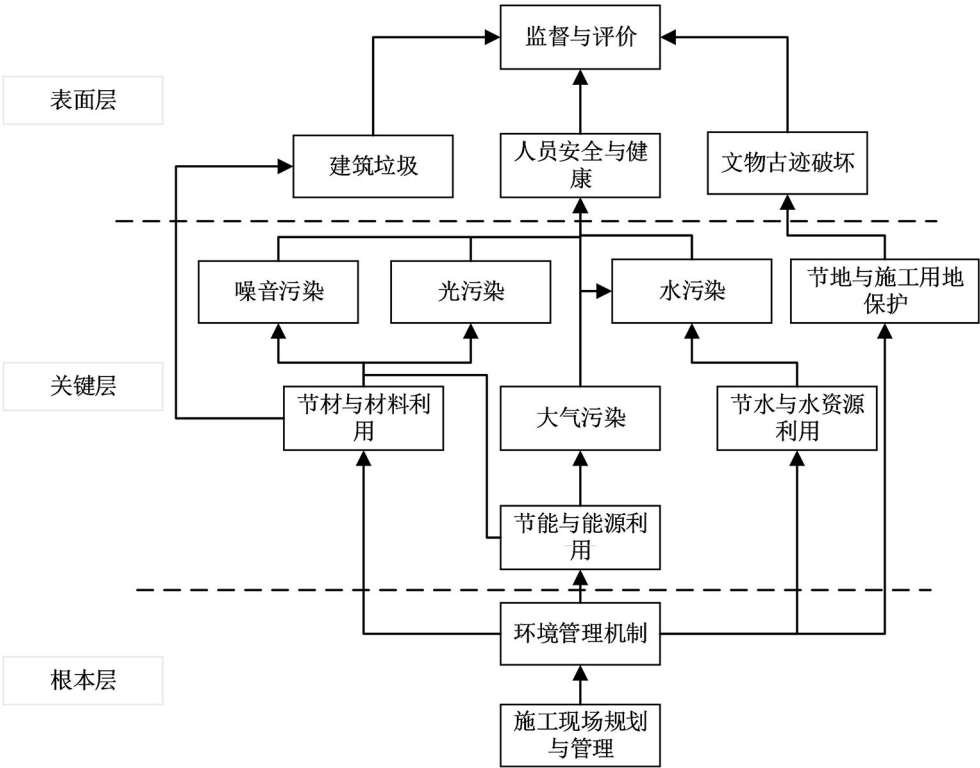 监督与评价
表面层
建筑垃圾
人员安全与健
康
文物古迹破坏
噪音污染
光污染
水污染
节地与施工用地
保护
关键层
节材与材料利
用
大气污染
节水与水资源
利用
节能与能源利
用
环境管理机制
根本层
施工现场规划
与管理